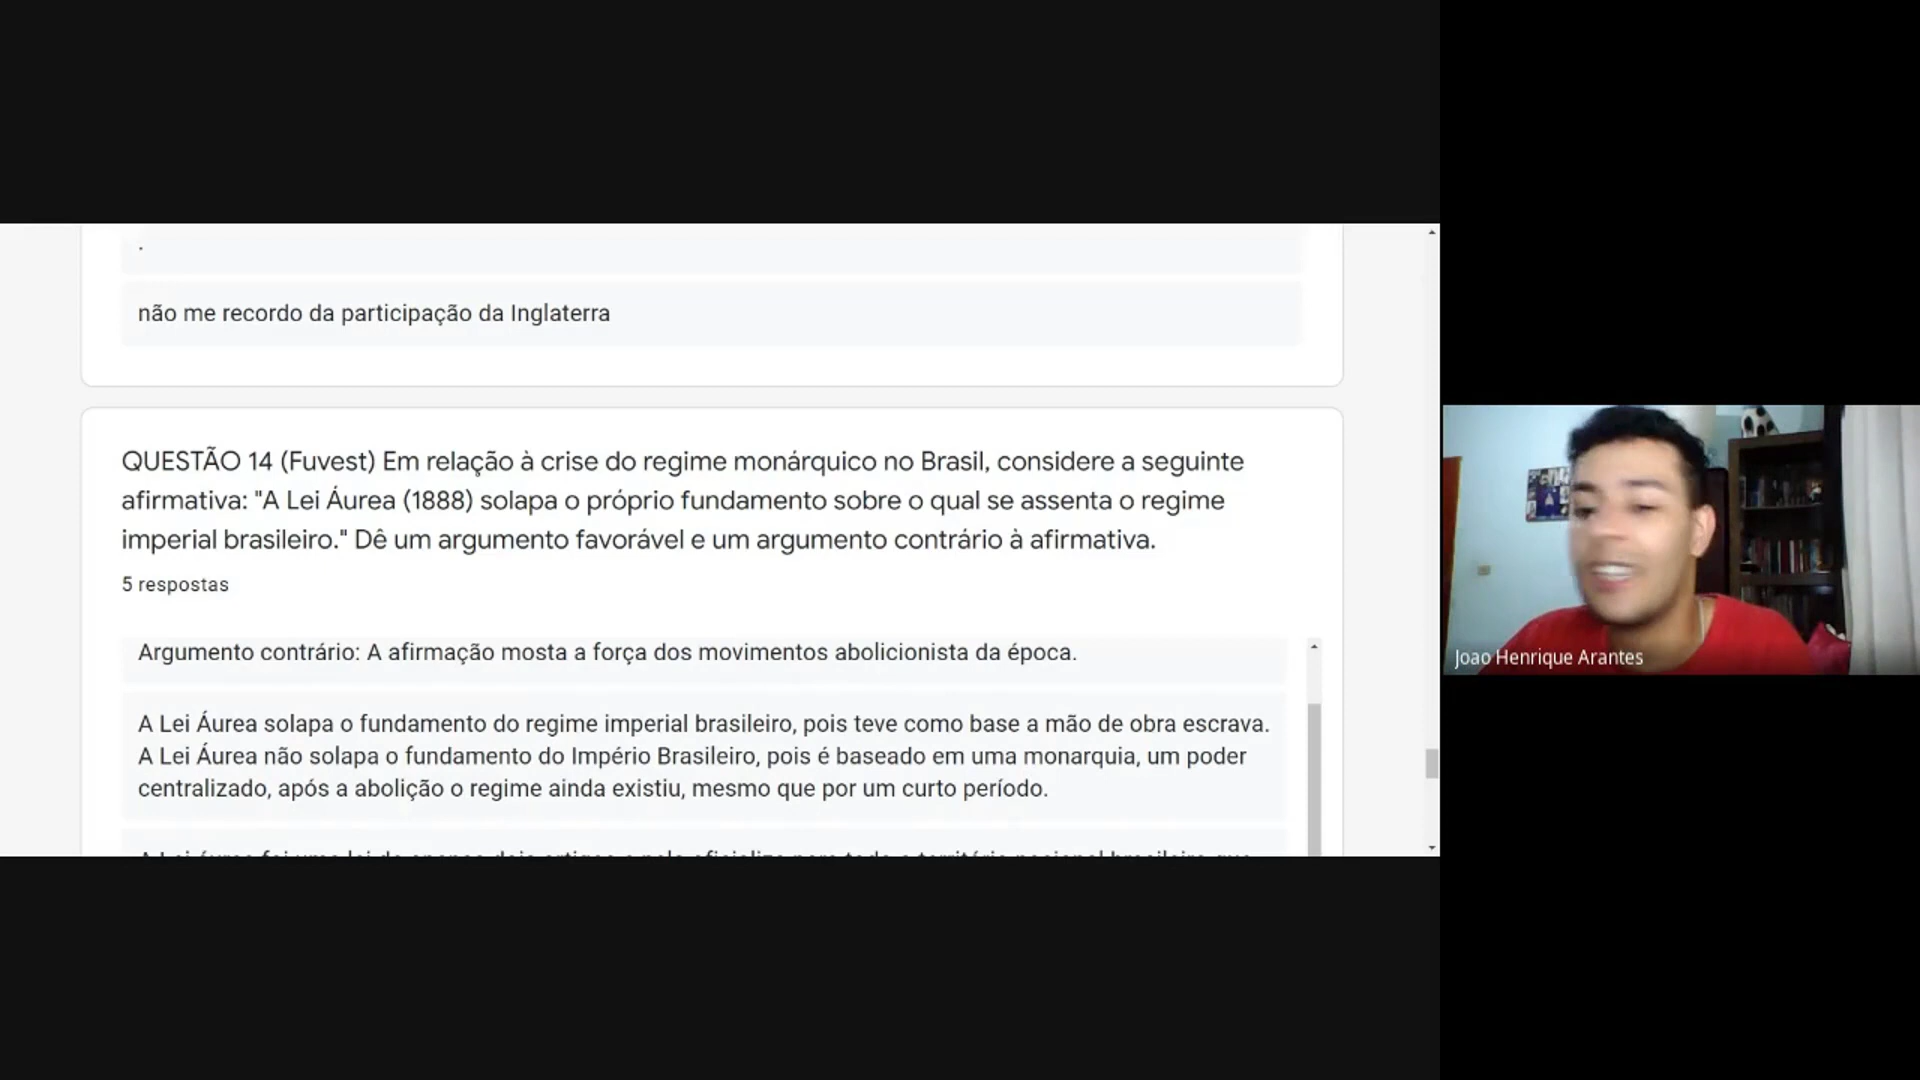 .
não me recordo da participação da Inglaterra
QUESTÃO 14 (Fuvest) Em relação à crise do regime monárquico no Brasil, considere a seguinte
afirmativa: "A Lei Áurea (1888) solapa o próprio fundamento sobre o qual se assenta o regime
imperial brasileiro." Dê um argumento favorável e um argumento contrário à afirmativa.
5 respostas
Argumento contrário: A afirmação mosta a força dos movimentos abolicionista da época.
A Lei Áurea solapa o fundamento do regime imperial brasileiro, pois teve como base a mão de obra escrava.
A Lei Áurea não solapa o fundamento do Império Brasileiro, pois é baseado em uma monarquia, um poder
centralizado, após a abolição o regime ainda existiu, mesmo que por um curto período.
Joao Henrique Arantes